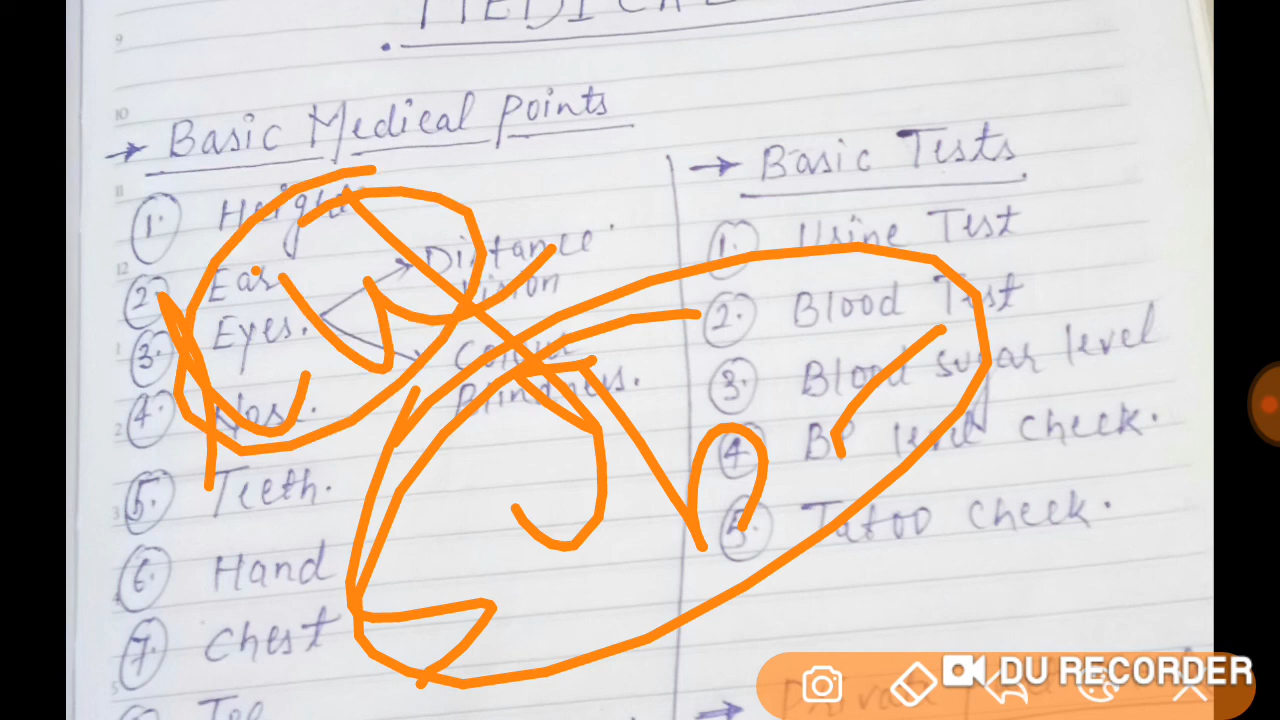 MEDICAL
→ Basic Medical Points
1. Height
2. Ear
3. Eyes. Distance Vision
Colour Blindness.
4. Nose.
5. Teeth.
6. Hand
7. Chest
→ Basic Tests
1. Urine Test
2. Blood Test
3. Blood sugar level
4. BP level check.
5. Tatoo check.
→ Private
DU RECORDER